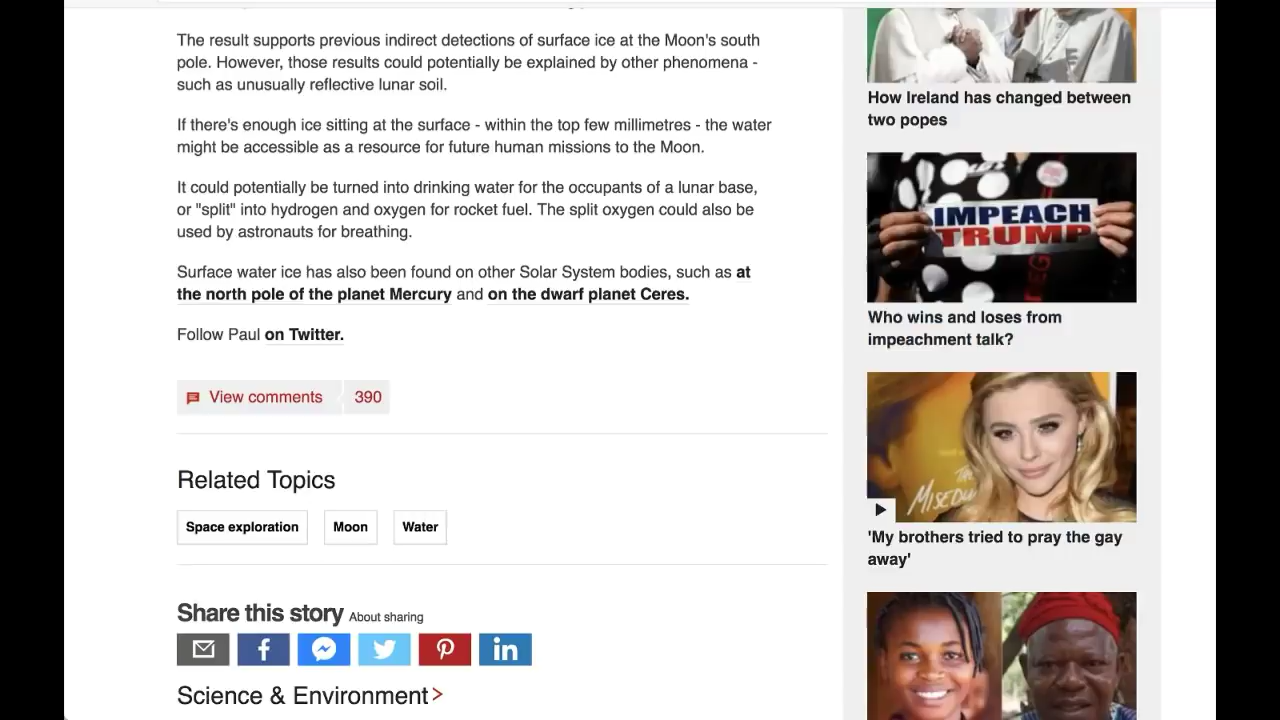 The result supports previous indirect detections of surface ice at the Moon's south
pole. However, those results could potentially be explained by other phenomena -
such as unusually reflective lunar soil.
If there's enough ice sitting at the surface - within the top few millimetres - the water
might be accessible as a resource for future human missions to the Moon.
It could potentially be turned into drinking water for the occupants of a lunar base,
or "split" into hydrogen and oxygen for rocket fuel. The split oxygen could also be
used by astronauts for breathing.
Surface water ice has also been found on other Solar System bodies, such as at
the north pole of the planet Mercury and on the dwarf planet Ceres.
Follow Paul on Twitter.
View comments 390
Related Topics
Space exploration Moon Water
Share this story About sharing
f in
Science & Environment
How Ireland has changed between
two popes
IMPEACH
TRUMP
Who wins and loses from
impeachment talk?
THE
MISEDU
'My brothers tried to pray the gay
away'